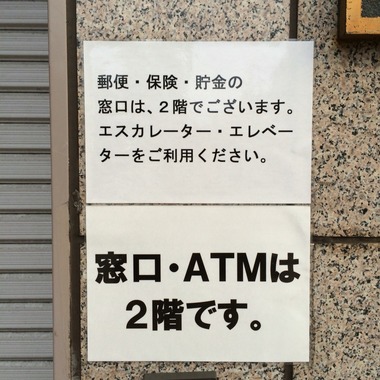 郵便・保険・貯金の
窓口は、２階でございます。
エスカレーター・エレベー
ターをご利用ください。
窓口・ATMは
２階です。